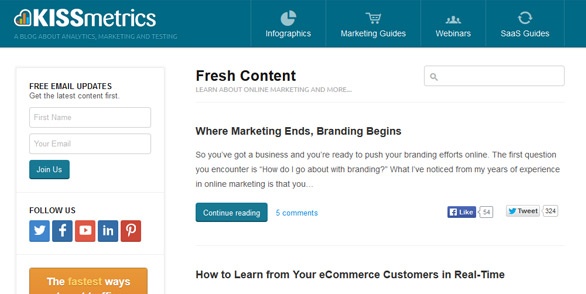 KISSmetrics
A BLOG ABOUT ANALYTICS, MARKETING AND TESTING
Infographics
Marketing Guides
Webinars
SaaS Guides
FREE EMAIL UPDATES
Get the latest content first.
First Name
Your Email
Join Us
FOLLOW US
The fastest ways
Fresh Content
LEARN ABOUT ONLINE MARKETING AND MORE...
Where Marketing Ends, Branding Begins
So you've got a business and you're ready to push your branding efforts online. The first question
you encounter is “How do I go about with branding?” What I've noticed from my years of experience
in online marketing is that you…
Continue reading
5 comments
Like
54
Tweet
324
How to Learn from Your eCommerce Customers in Real-Time